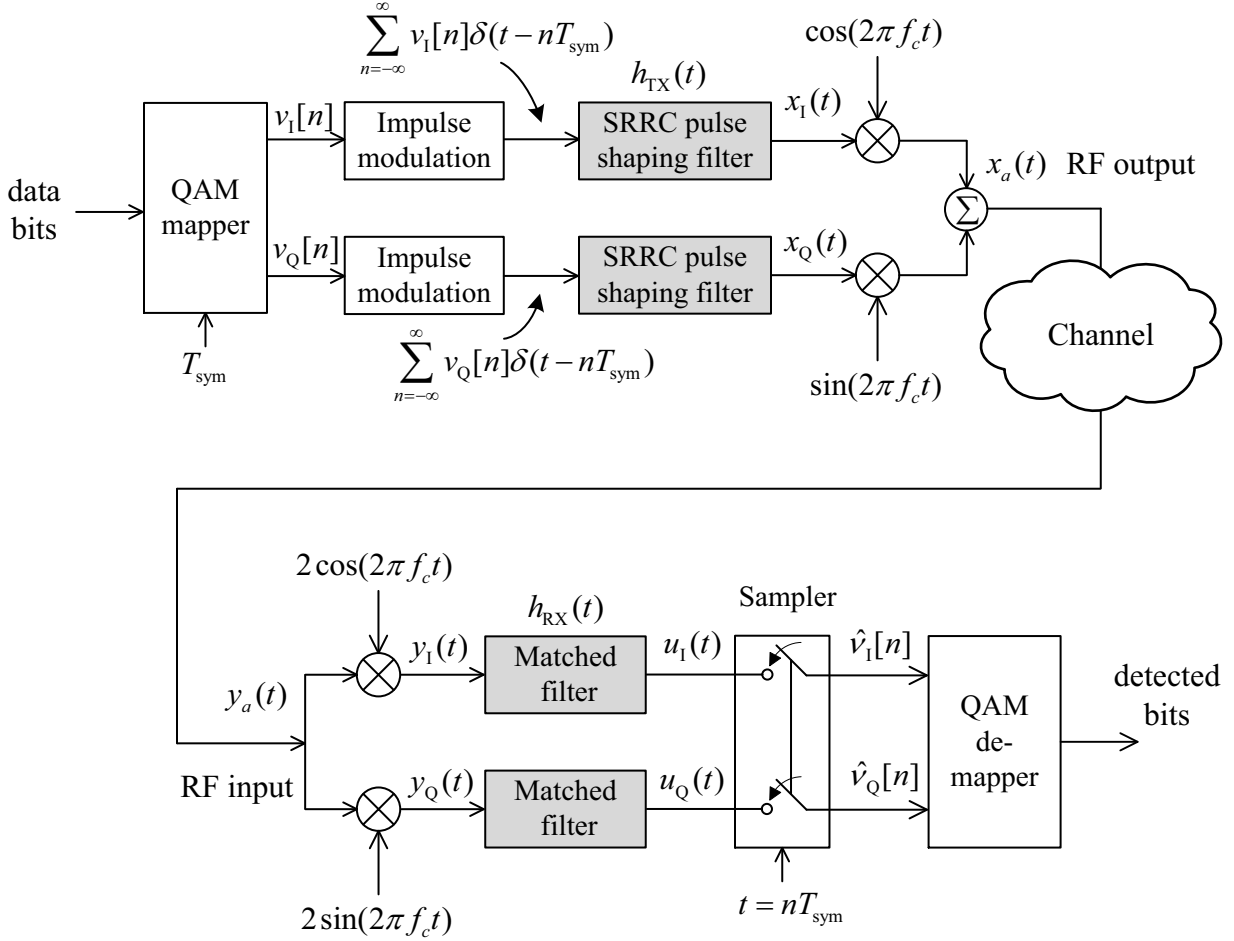 ∑_{n=−∞}^{∞} v_I[n]δ(t − nT_sym)
cos(2πf_c t)
h_TX(t)
v_I[n]
Impulse
modulation
SRRC pulse
shaping filter
x_I(t)
data
bits
QAM
mapper
x_a(t) RF output
∑
v_Q[n]
Impulse
modulation
SRRC pulse
shaping filter
x_Q(t)
T_sym
∑_{n=−∞}^{∞} v_Q[n]δ(t − nT_sym)
sin(2πf_c t)
Channel
2cos(2πf_c t)
h_RX(t)
Sampler
y_I(t)
Matched
filter
u_I(t)
v̂_I[n]
y_a(t)
RF input
QAM
de-
mapper
detected
bits
y_Q(t)
Matched
filter
u_Q(t)
v̂_Q[n]
2sin(2πf_c t)
t = nT_sym